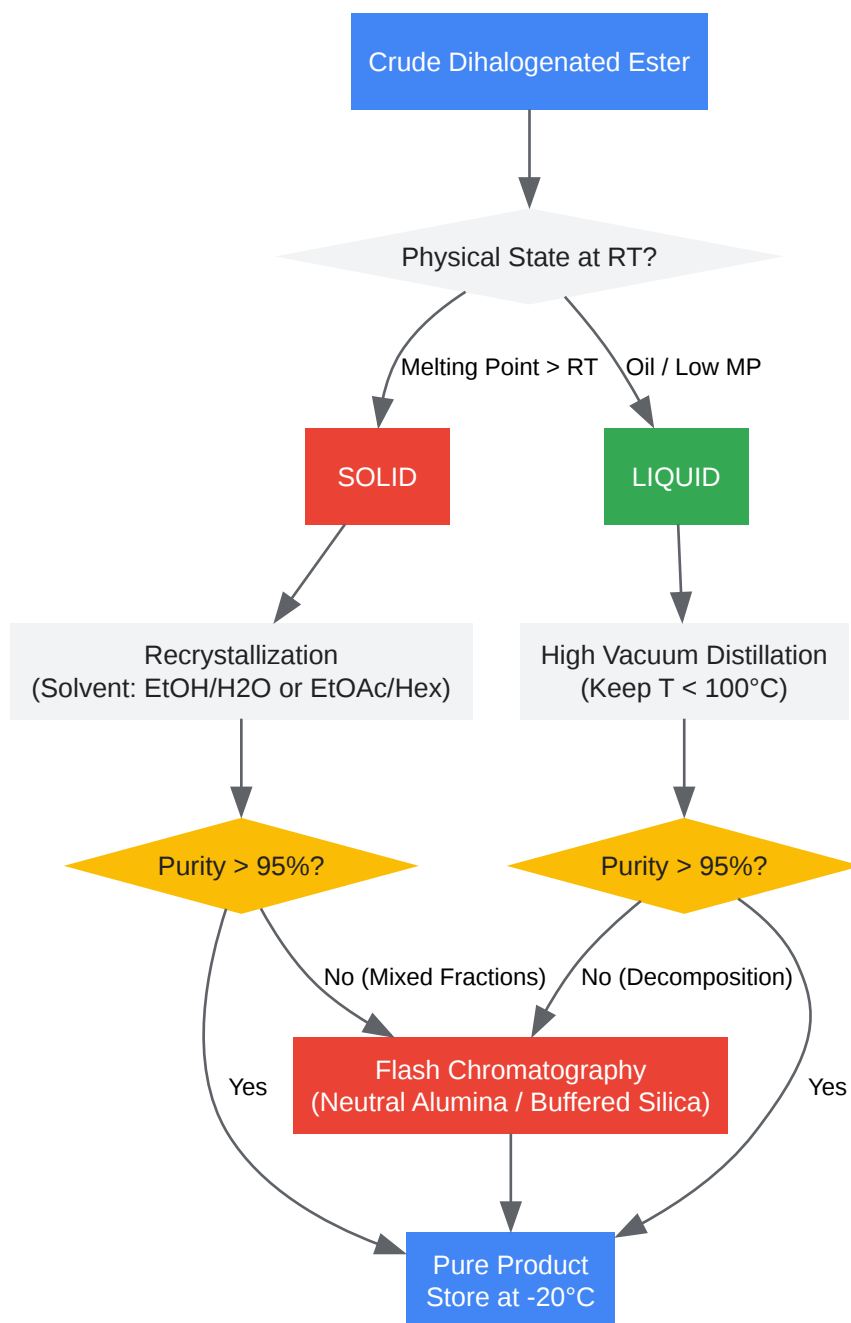 Crude Dihalogenated Ester
Physical State at RT?
Melting Point > RT
Oil / Low MP
SOLID
LIQUID
Recrystallization
(Solvent: EtOH/H2O or EtOAc/Hex)
High Vacuum Distillation
(Keep T < 100°C)
Purity > 95%?
Purity > 95%?
No (Mixed Fractions)
No (Decomposition)
Yes
Flash Chromatography
(Neutral Alumina / Buffered Silica)
Yes
Pure Product
Store at -20°C